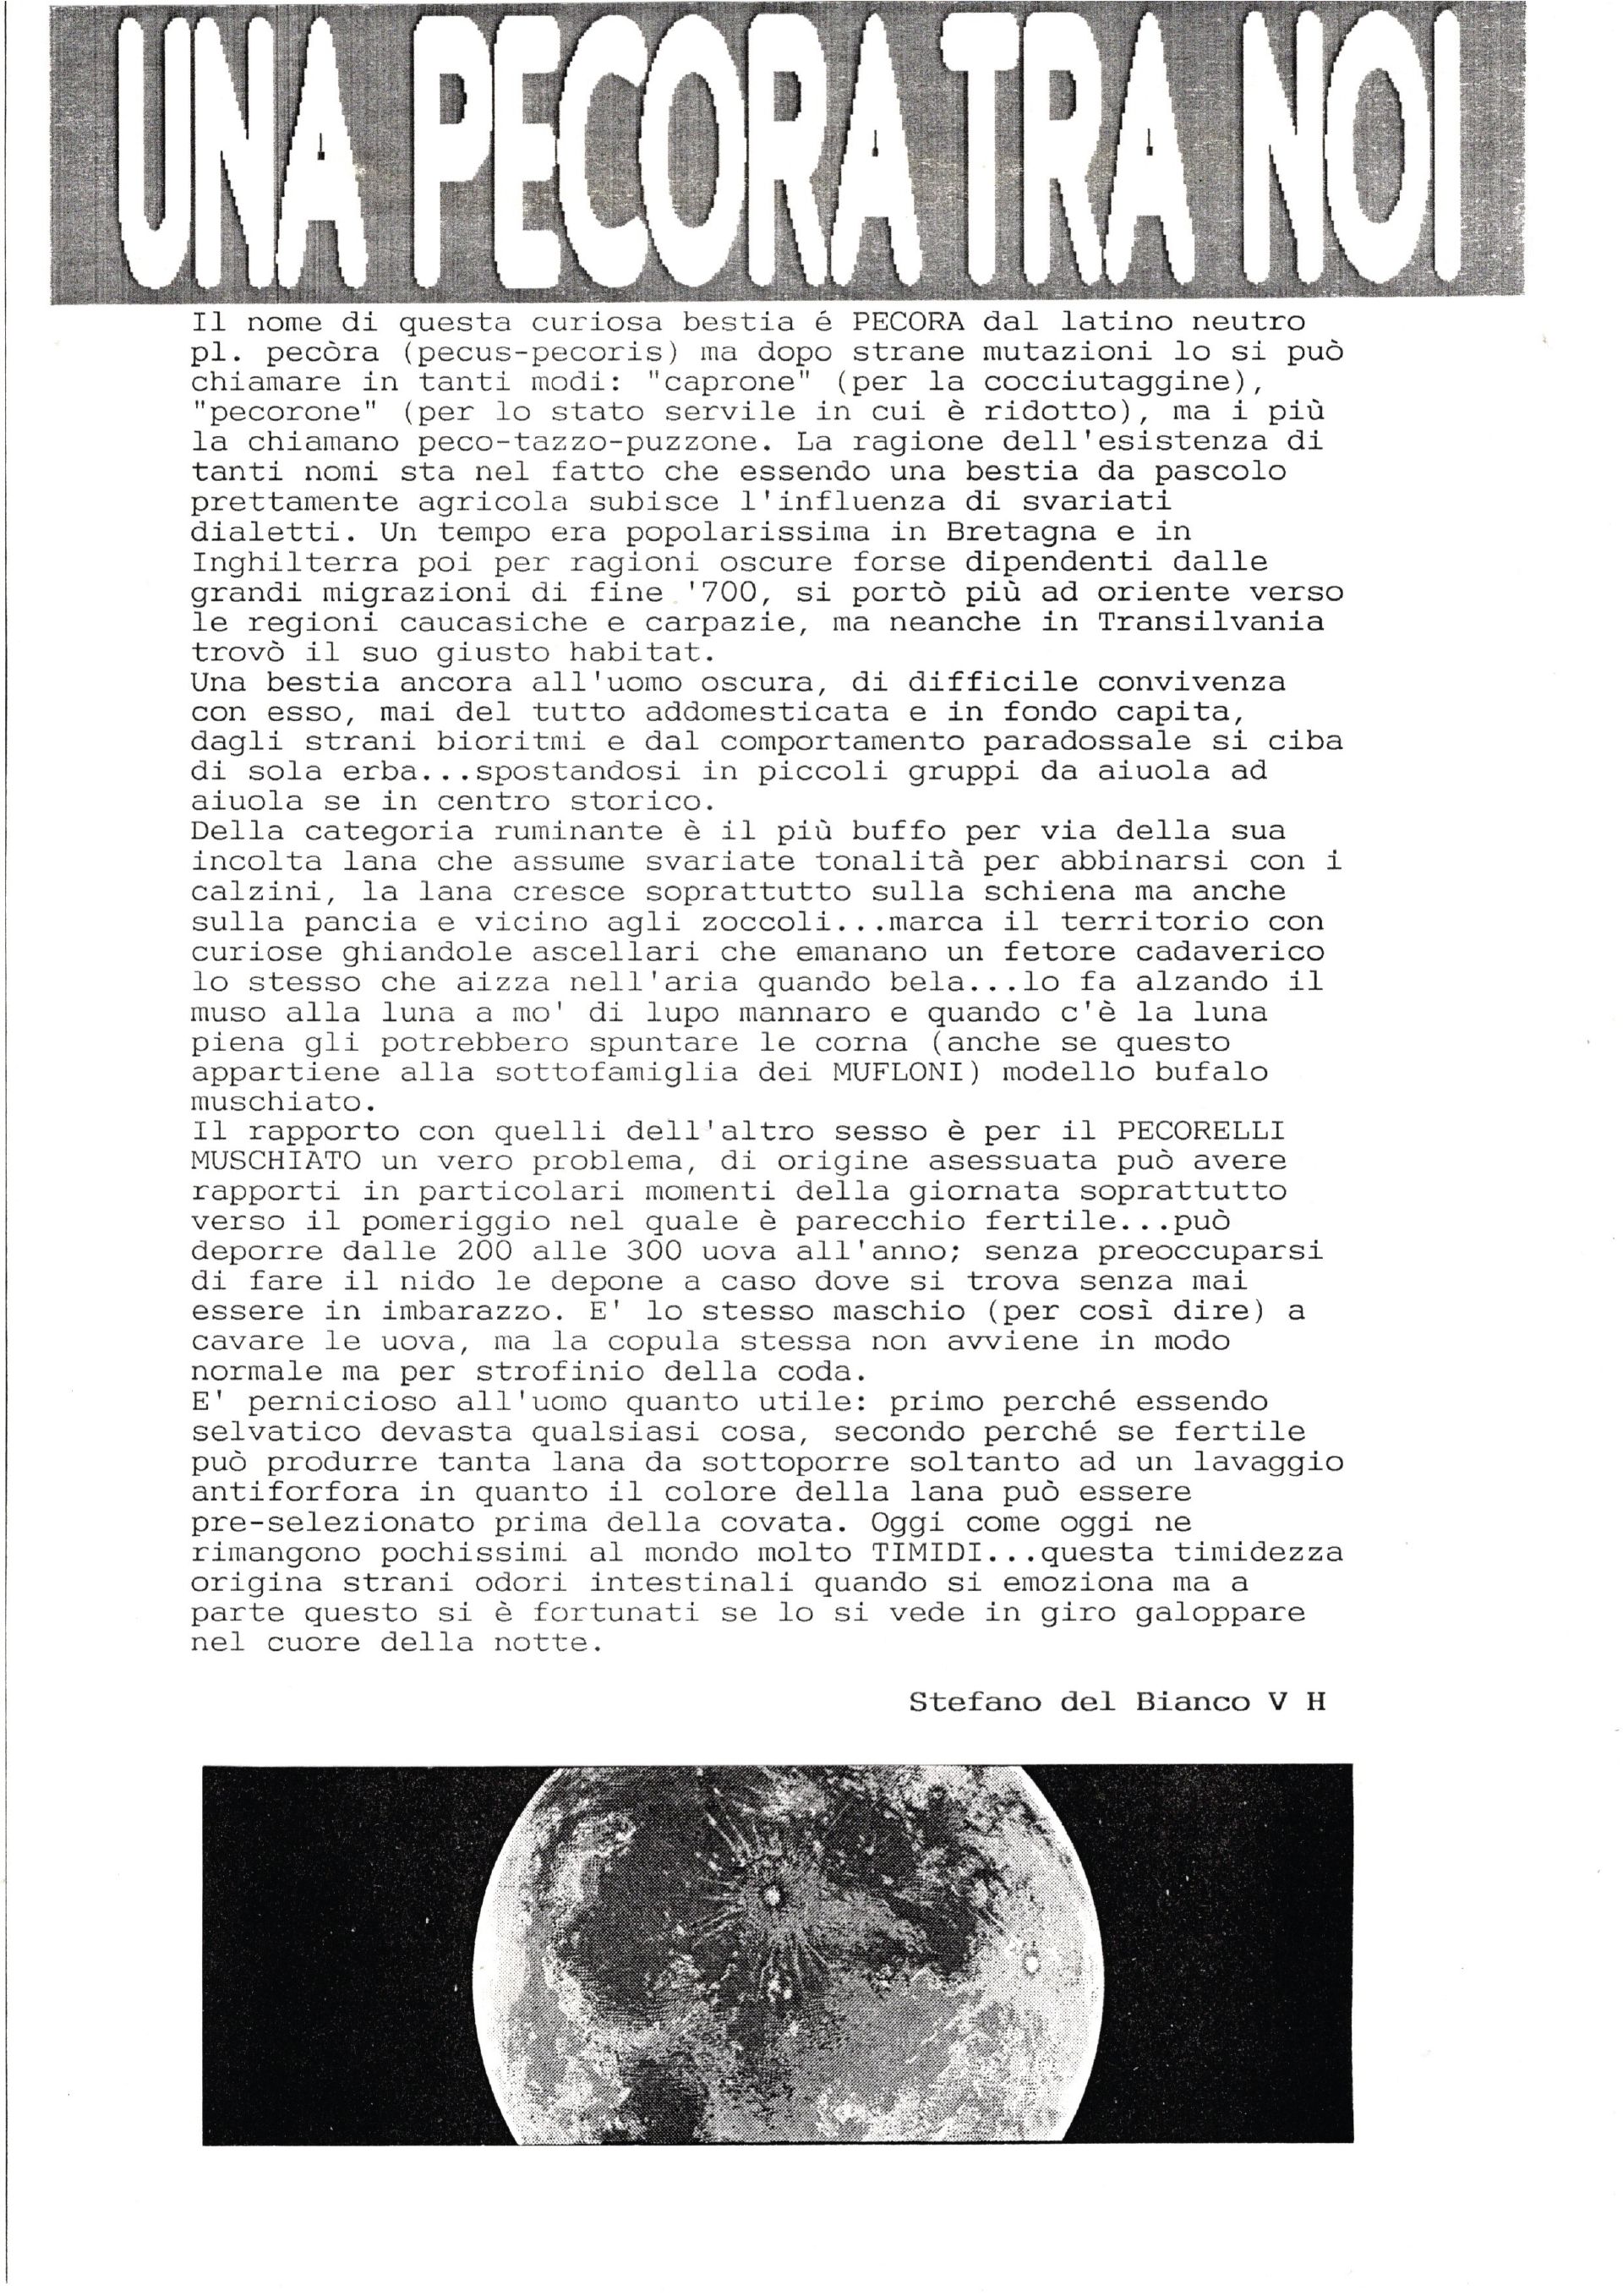 UNA PECORA TRA NOI
Il nome di questa curiosa bestia é PECORA dal latino neutro
pl. pecòra (pecus-pecoris) ma dopo strane mutazioni lo si può
chiamare in tanti modi: "caprone" (per la cocciutaggine),
"pecorone" (per lo stato servile in cui è ridotto), ma i più
la chiamano peco-tazzo-puzzone. La ragione dell'esistenza di
tanti nomi sta nel fatto che essendo una bestia da pascolo
prettamente agricola subisce l'influenza di svariati
dialetti. Un tempo era popolarissima in Bretagna e in
Inghilterra poi per ragioni oscure forse dipendenti dalle
grandi migrazioni di fine '700, si portò più ad oriente verso
le regioni caucasiche e carpazie, ma neanche in Transilvania
trovò il suo giusto habitat.
Una bestia ancora all'uomo oscura, di difficile convivenza
con esso, mai del tutto addomesticata e in fondo capita,
dagli strani bioritmi e dal comportamento paradossale si ciba
di sola erba...spostandosi in piccoli gruppi da aiuola ad
aiuola se in centro storico.
Della categoria ruminante è il più buffo per via della sua
incolta lana che assume svariate tonalità per abbinarsi con i
calzini, la lana cresce soprattutto sulla schiena ma anche
sulla pancia e vicino agli zoccoli...marca il territorio con
curiose ghiandole ascellari che emanano un fetore cadaverico
lo stesso che aizza nell'aria quando bela...lo fa alzando il
muso alla luna a mo' di lupo mannaro e quando c'è la luna
piena gli potrebbero spuntare le corna (anche se questo
appartiene alla sottofamiglia dei MUFLONI) modello bufalo
muschiato.
Il rapporto con quelli dell'altro sesso è per il PECORELLI
MUSCHIATO un vero problema, di origine asessuata può avere
rapporti in particolari momenti della giornata soprattutto
verso il pomeriggio nel quale è parecchio fertile...può
deporre dalle 200 alle 300 uova all'anno; senza preoccuparsi
di fare il nido le depone a caso dove si trova senza mai
essere in imbarazzo. E' lo stesso maschio (per così dire) a
cavare le uova, ma la copula stessa non avviene in modo
normale ma per strofinio della coda.
E' pernicioso all'uomo quanto utile: primo perché essendo
selvatico devasta qualsiasi cosa, secondo perché se fertile
può produrre tanta lana da sottoporre soltanto ad un lavaggio
antiforfora in quanto il colore della lana può essere
pre-selezionato prima della covata. Oggi come oggi ne
rimangono pochissimi al mondo molto TIMIDI...questa timidezza
origina strani odori intestinali quando si emoziona ma a
parte questo si è fortunati se lo si vede in giro galoppare
nel cuore della notte.
Stefano del Bianco V H